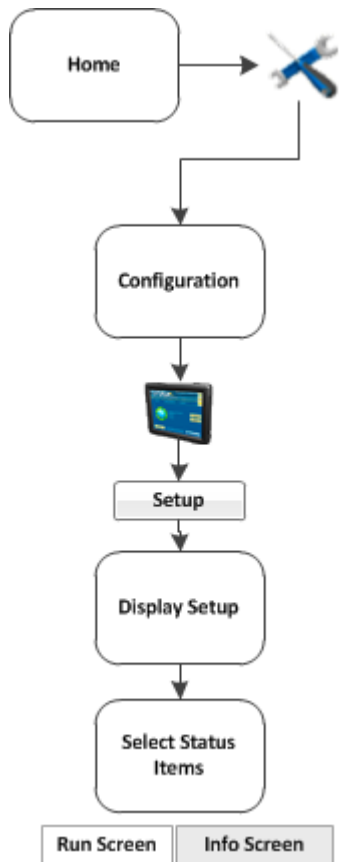 Home
Configuration
Setup
Display Setup
Select Status
Items
Run Screen Info Screen